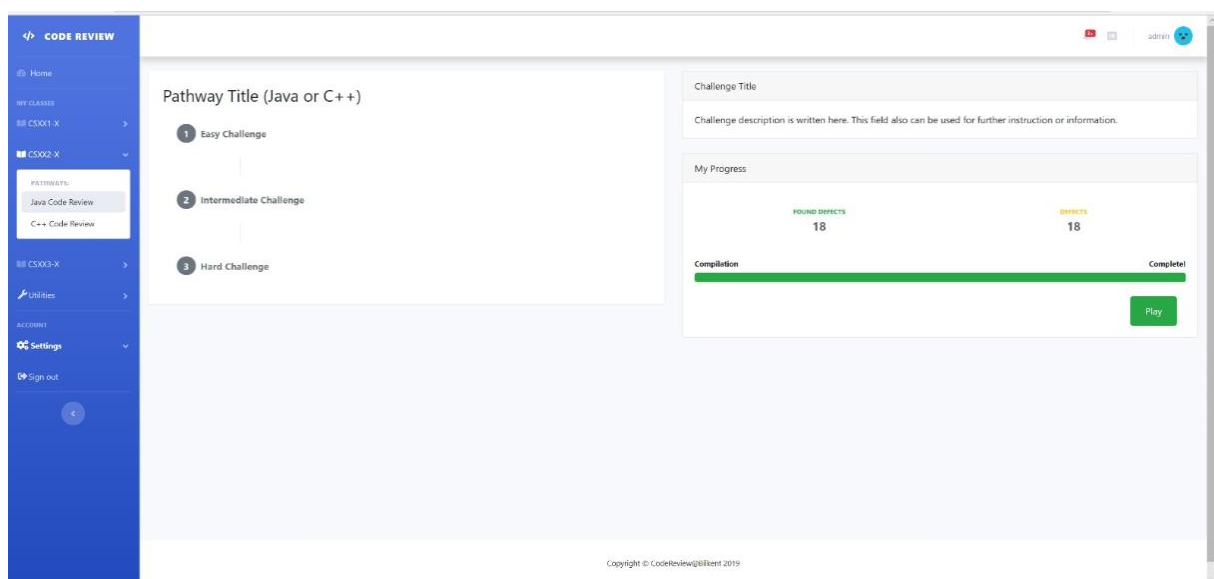 </> CODE REVIEW
admin
Home
MY CLASSES
CSXX1-X
CSXX2-X
PATHWAYS:
Java Code Review
C++ Code Review
CSXX3-X
Utilities
ACCOUNT
Settings
Sign out
Pathway Title (Java or C++)
1 Easy Challenge
2 Intermediate Challenge
3 Hard Challenge
Challenge Title
Challenge description is written here. This field also can be used for further instruction or information.
My Progress
FOUND DEFECTS
18
DEFECTS
18
Compilation Complete!
Play
Copyright © CodeReview@Bilkent 2019